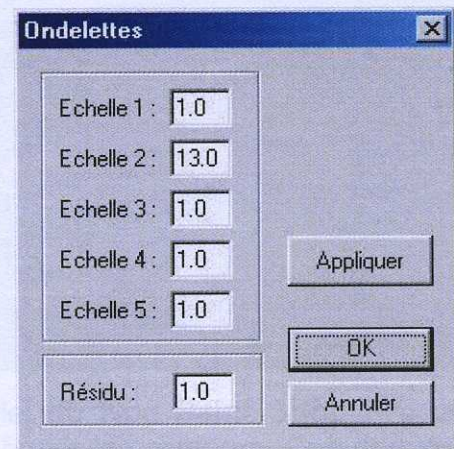 Ondelettes
Echelle 1 : 1.0
Echelle 2 : 13.0
Echelle 3 : 1.0
Echelle 4 : 1.0
Echelle 5 : 1.0
Appliquer
OK
Résidu : 1.0
Annuler